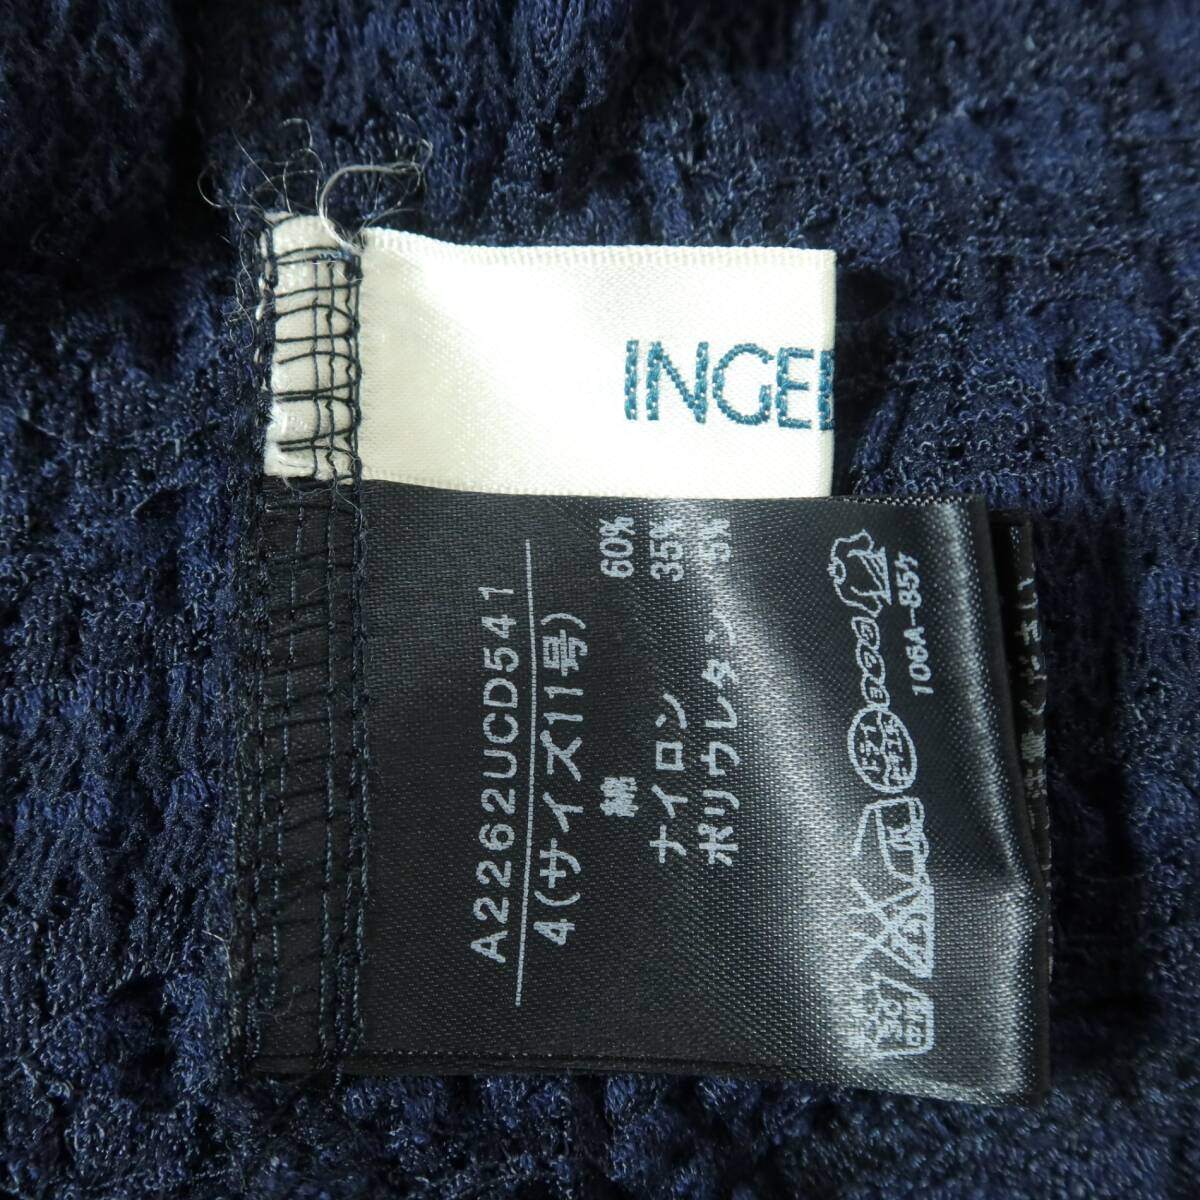 INGE
A2262UCD541
4(サイズ11号)
綿 60%
ナイロン 35%
ポリウレタン 5%
106A-85ケ